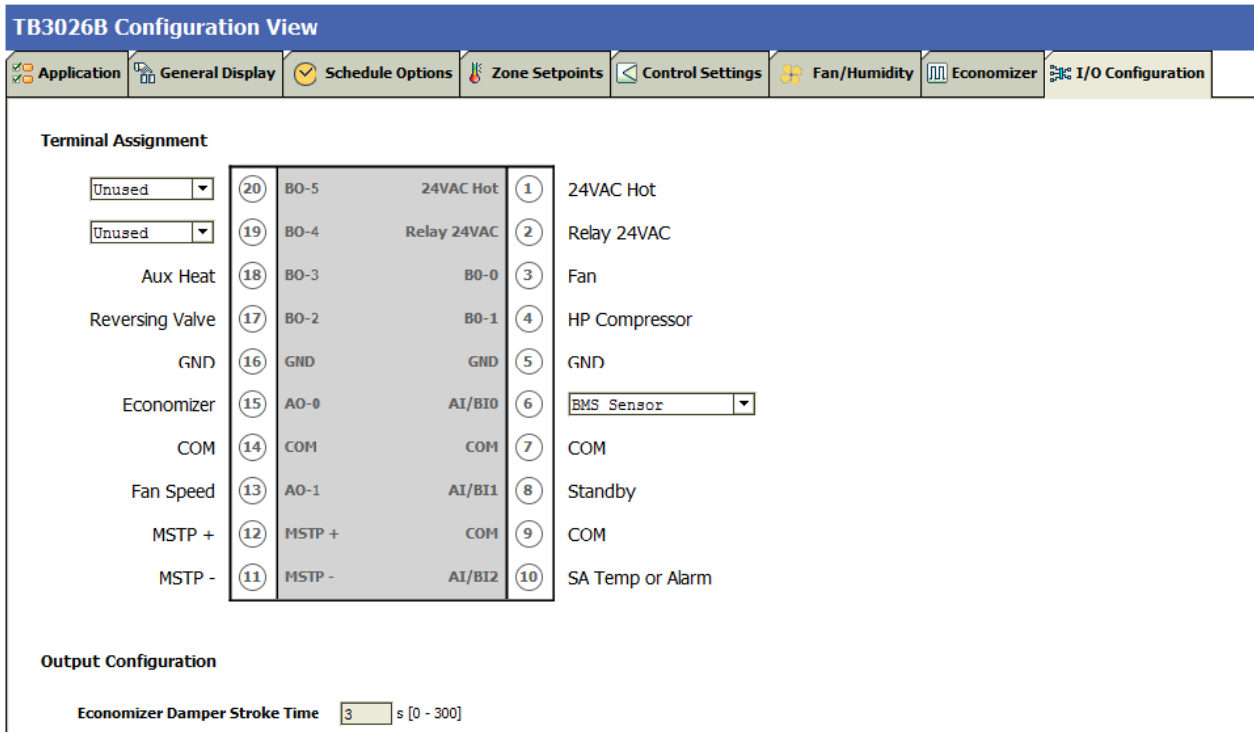 TB3026B Configuration View
Application General Display Schedule Options Zone Setpoints Control Settings Fan/Humidity Economizer I/O Configuration
Terminal Assignment
Unused 20 BO-5 24VAC Hot 1 24VAC Hot
Unused 19 BO-4 Relay 24VAC 2 Relay 24VAC
Aux Heat 18 BO-3 B0-0 3 Fan
Reversing Valve 17 BO-2 B0-1 4 HP Compressor
GND 16 GND GND 5 GND
Economizer 15 AO-0 AI/BI0 6 BMS Sensor
COM 14 COM COM 7 COM
Fan Speed 13 AO-1 AI/BI1 8 Standby
MSTP + 12 MSTP + COM 9 COM
MSTP - 11 MSTP - AI/BI2 10 SA Temp or Alarm
Output Configuration
Economizer Damper Stroke Time 3 s [0 - 300]